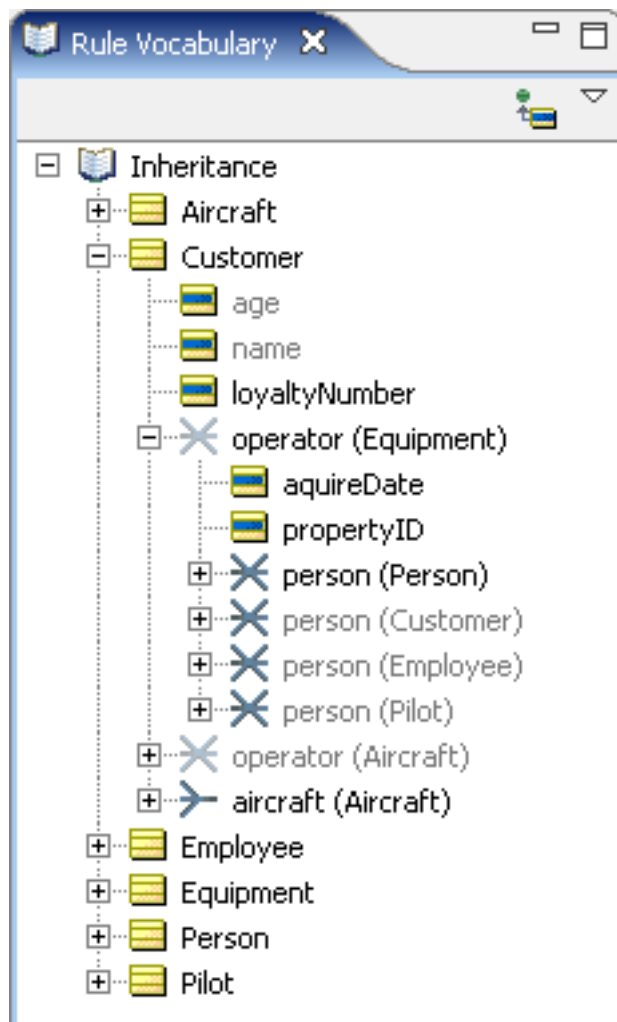 Rule Vocabulary
Inheritance
Aircraft
Customer
age
name
loyaltyNumber
operator (Equipment)
aquireDate
propertyID
person (Person)
person (Customer)
person (Employee)
person (Pilot)
operator (Aircraft)
aircraft (Aircraft)
Employee
Equipment
Person
Pilot